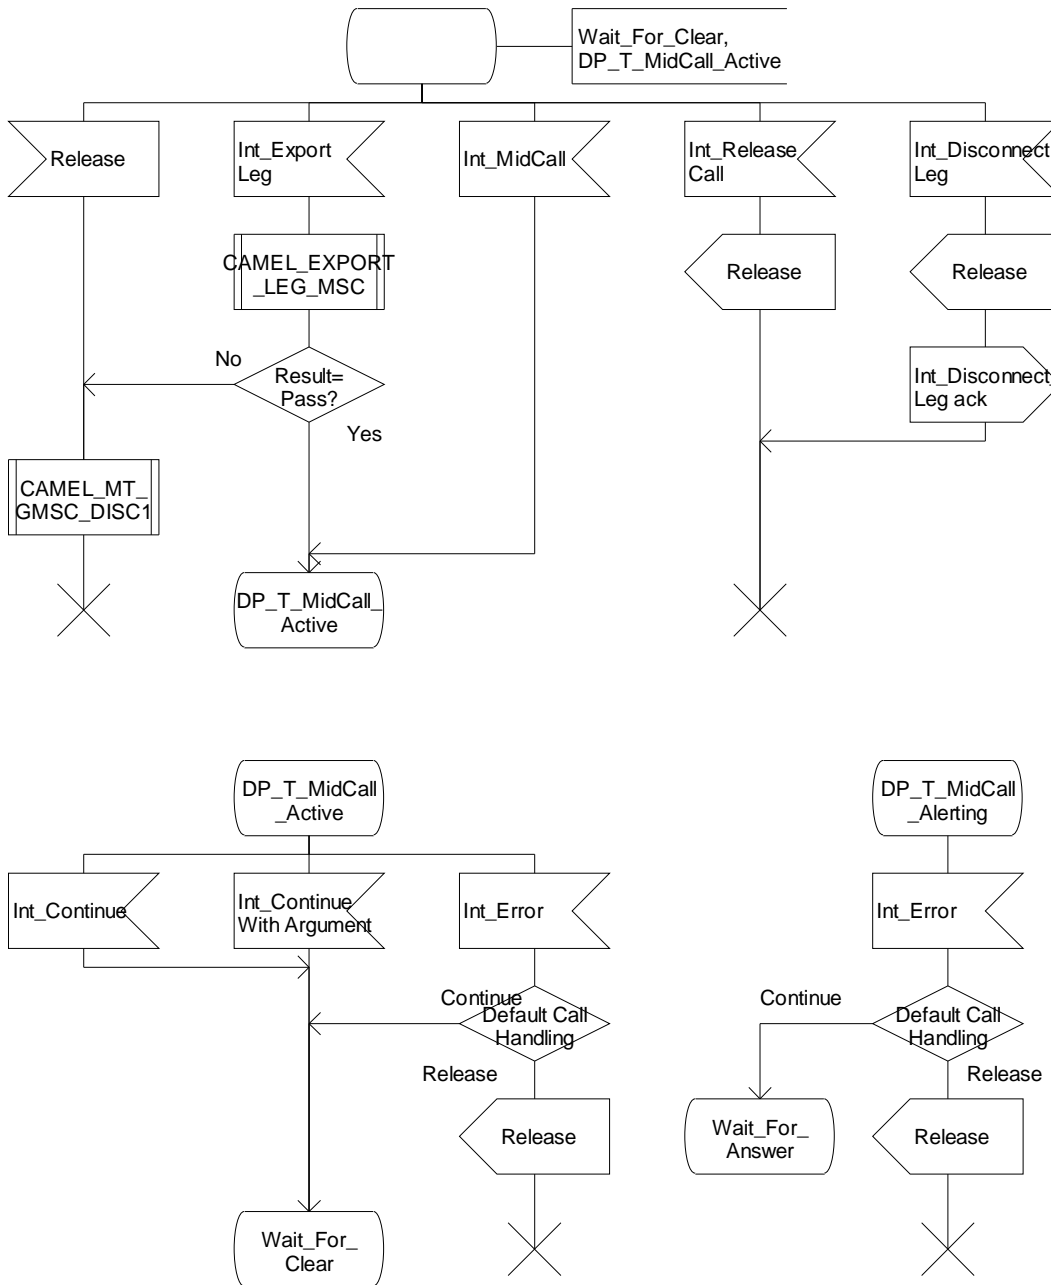 Wait_For_Clear,
DP_T_MidCall_Active
Release
Int_Export
Leg
Int_MidCall
Int_Release
Call
Int_Disconnect
Leg
CAMEL_EXPORT
_LEG_MSC
Release
Release
No
Result=
Pass?
Yes
Int_Disconnect_
Leg ack
CAMEL_MT_
GMSC_DISC1
DP_T_MidCall_
Active
DP_T_MidCall
_Active
DP_T_MidCall
_Alerting
Int_Continue
Int_Continue
With Argument
Int_Error
Int_Error
Continue
Default Call
Handling
Continue
Default Call
Handling
Release
Release
Release
Wait_For_
Answer
Release
Wait_For_
Clear